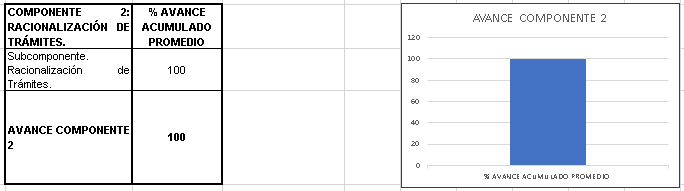 COMPONENTE 2:
RACIONALIZACIÓN DE
TRÁMITES.
% AVANCE
ACUMULADO
PROMEDIO
Subcomponente.
Racionalización de
Trámites.
100
AVANCE COMPONENTE
2
100
AVANCE COMPONENTE 2
120
100
80
60
40
20
0
% AVANCE ACUMULADO PROMEDIO